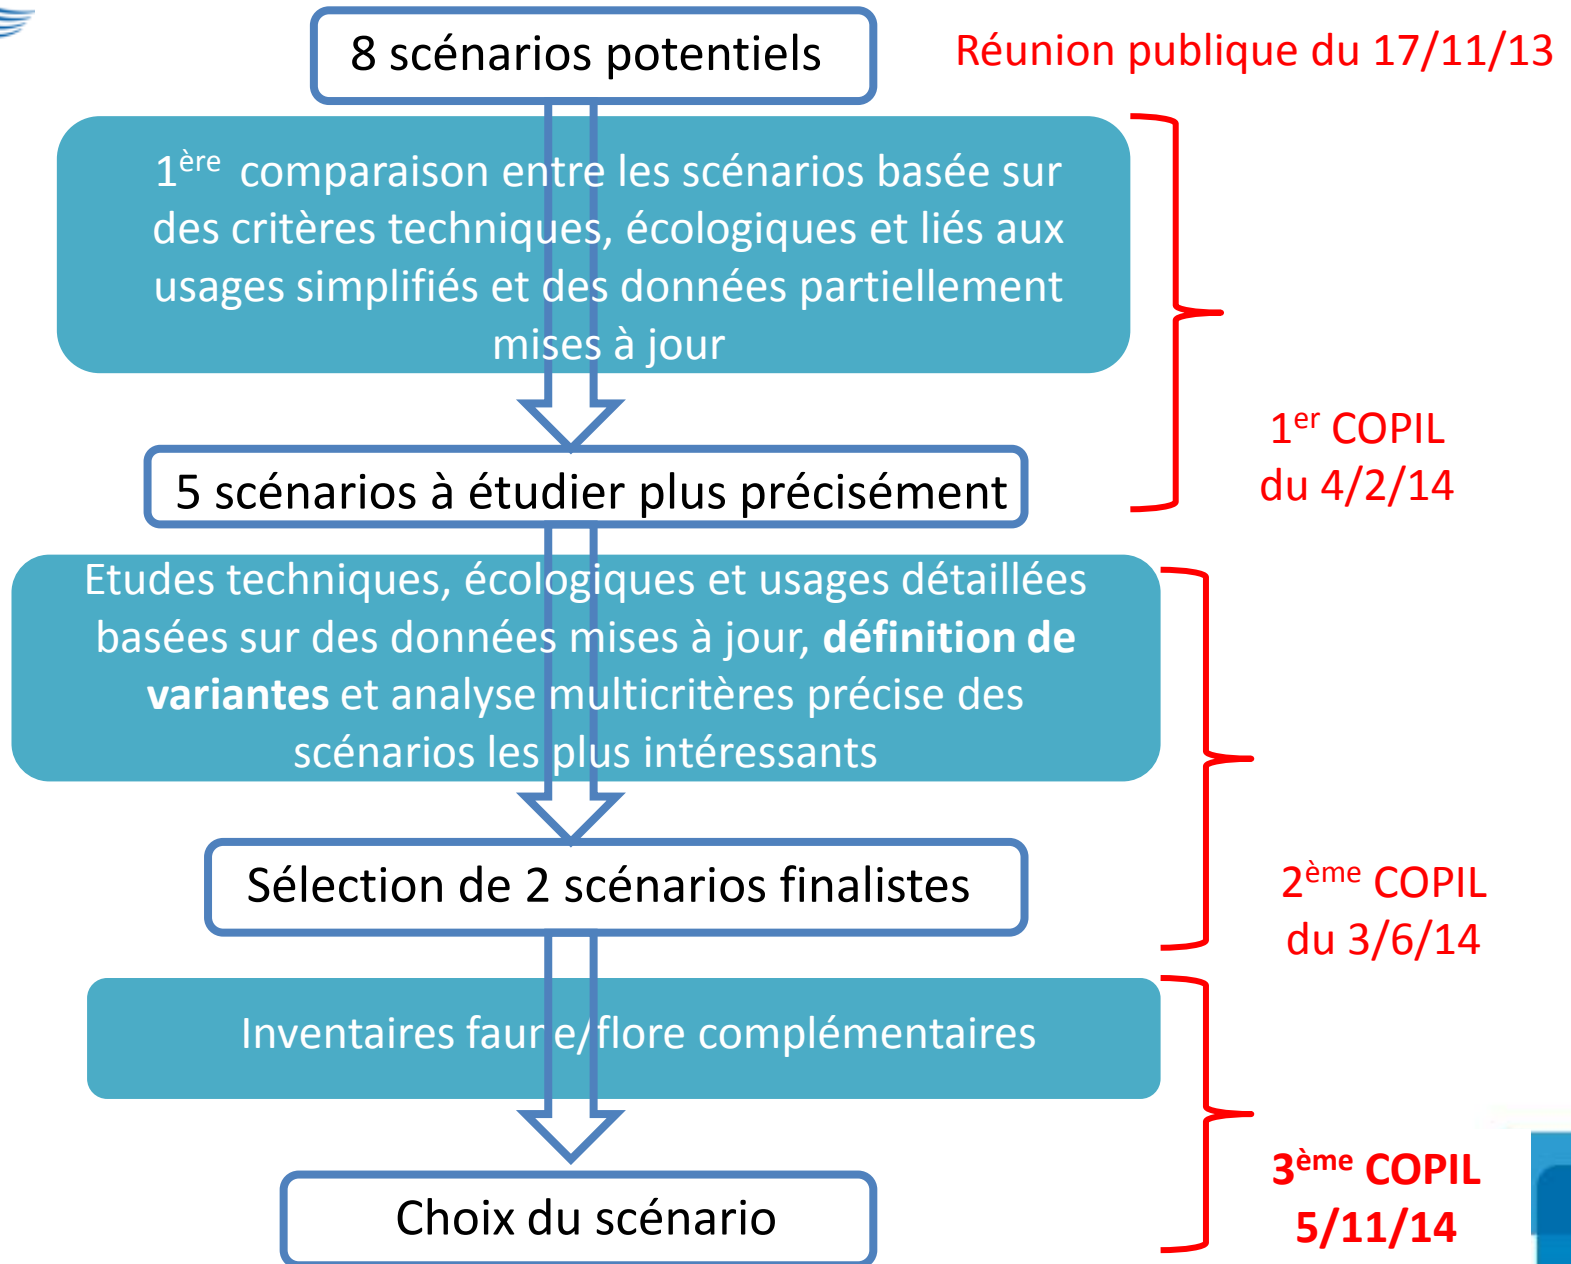 8 scénarios potentiels
Réunion publique du 17/11/13
1ère comparaison entre les scénarios basée sur
des critères techniques, écologiques et liés aux
usages simplifiés et des données partiellement
mises à jour
1er COPIL
du 4/2/14
5 scénarios à étudier plus précisément
Etudes techniques, écologiques et usages détaillées
basées sur des données mises à jour, définition de
variantes et analyse multicritères précise des
scénarios les plus intéressants
Sélection de 2 scénarios finalistes
2ème COPIL
du 3/6/14
Inventaires faune/flore complémentaires
3ème COPIL
5/11/14
Choix du scénario